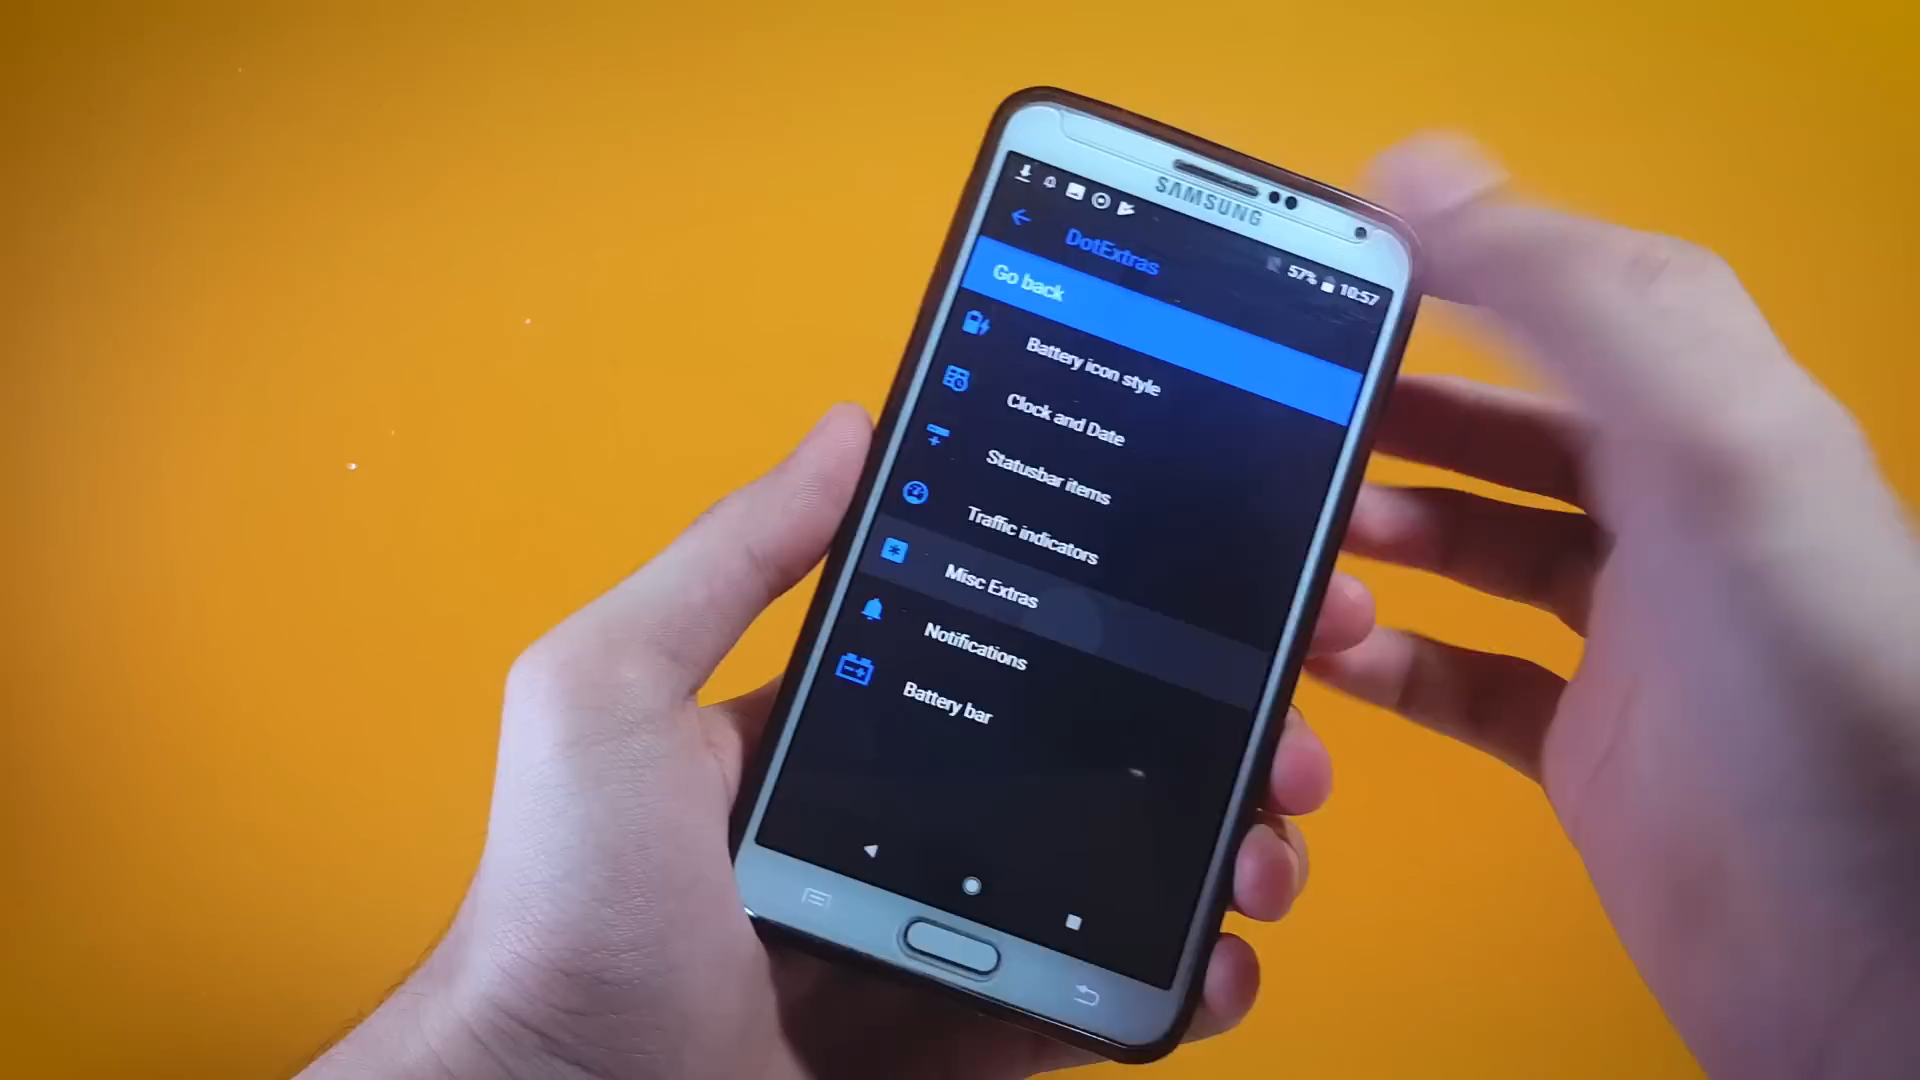 SAMSUNG
57% 10:57
DotExtras
Go back
Battery icon style
Clock and Date
Statusbar items
Traffic indicators
Misc Extras
Notifications
Battery bar